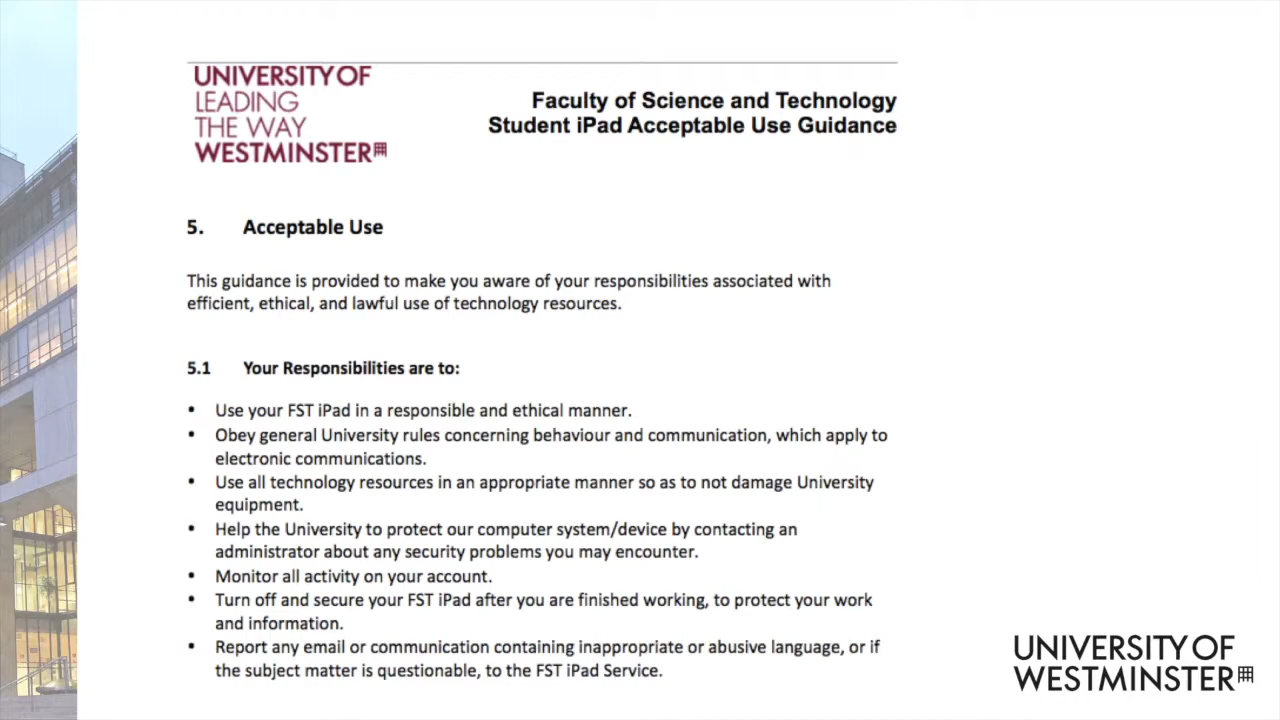 UNIVERSITY OF
LEADING
THE WAY
WESTMINSTER
Faculty of Science and Technology
Student iPad Acceptable Use Guidance
5. Acceptable Use
This guidance is provided to make you aware of your responsibilities associated with
efficient, ethical, and lawful use of technology resources.
5.1 Your Responsibilities are to:
• Use your FST iPad in a responsible and ethical manner.
• Obey general University rules concerning behaviour and communication, which apply to
electronic communications.
• Use all technology resources in an appropriate manner so as to not damage University
equipment.
• Help the University to protect our computer system/device by contacting an
administrator about any security problems you may encounter.
• Monitor all activity on your account.
• Turn off and secure your FST iPad after you are finished working, to protect your work
and information.
• Report any email or communication containing inappropriate or abusive language, or if
the subject matter is questionable, to the FST iPad Service.
UNIVERSITY OF
WESTMINSTER